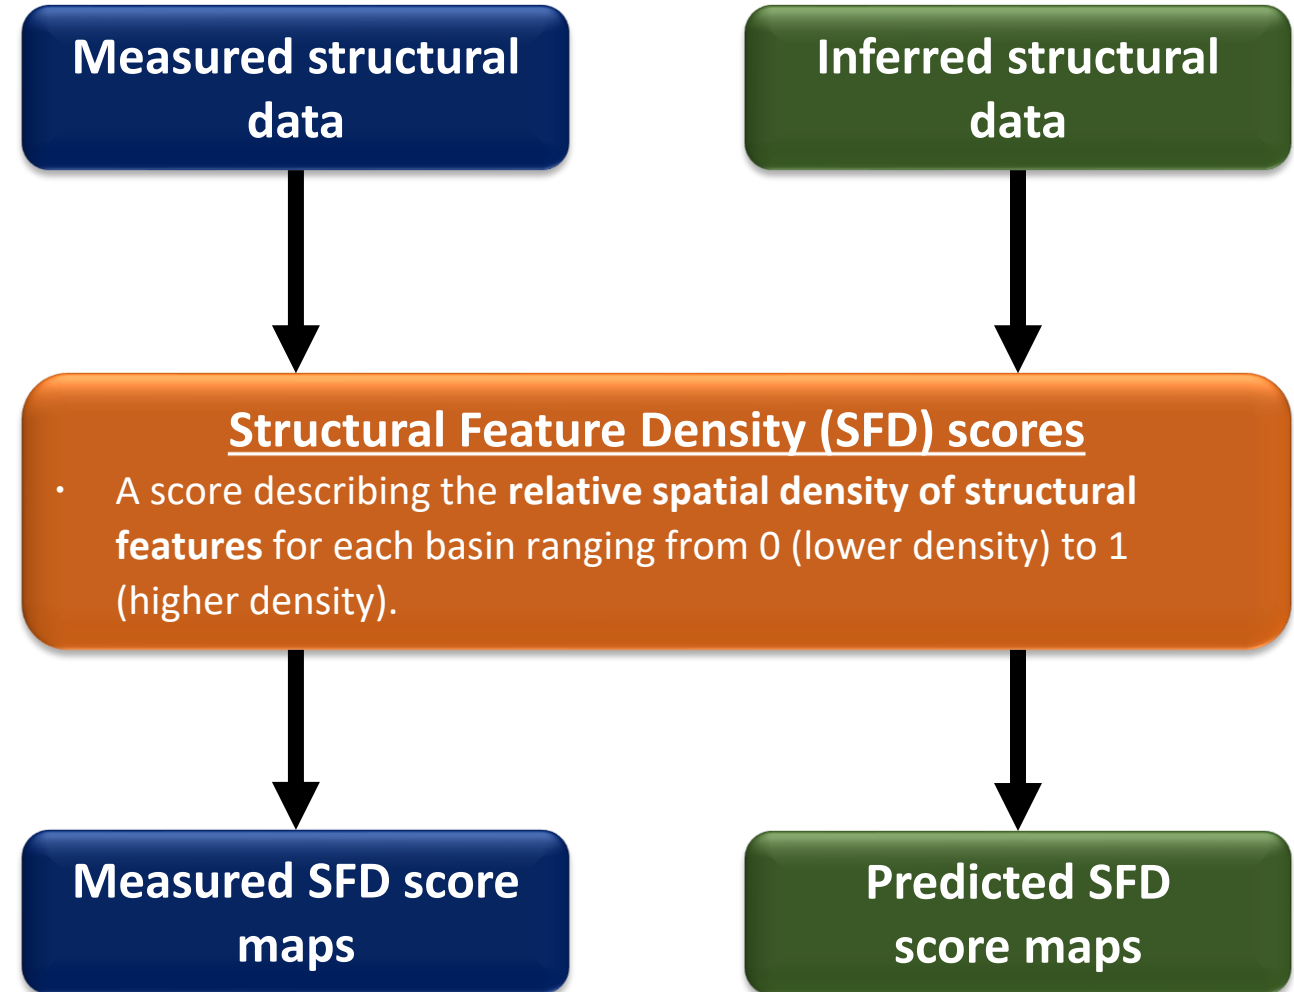 Measured structural
data
Inferred structural
data
Structural Feature Density (SFD) scores
· A score describing the relative spatial density of structural
features for each basin ranging from 0 (lower density) to 1
(higher density).
Measured SFD score
maps
Predicted SFD
score maps